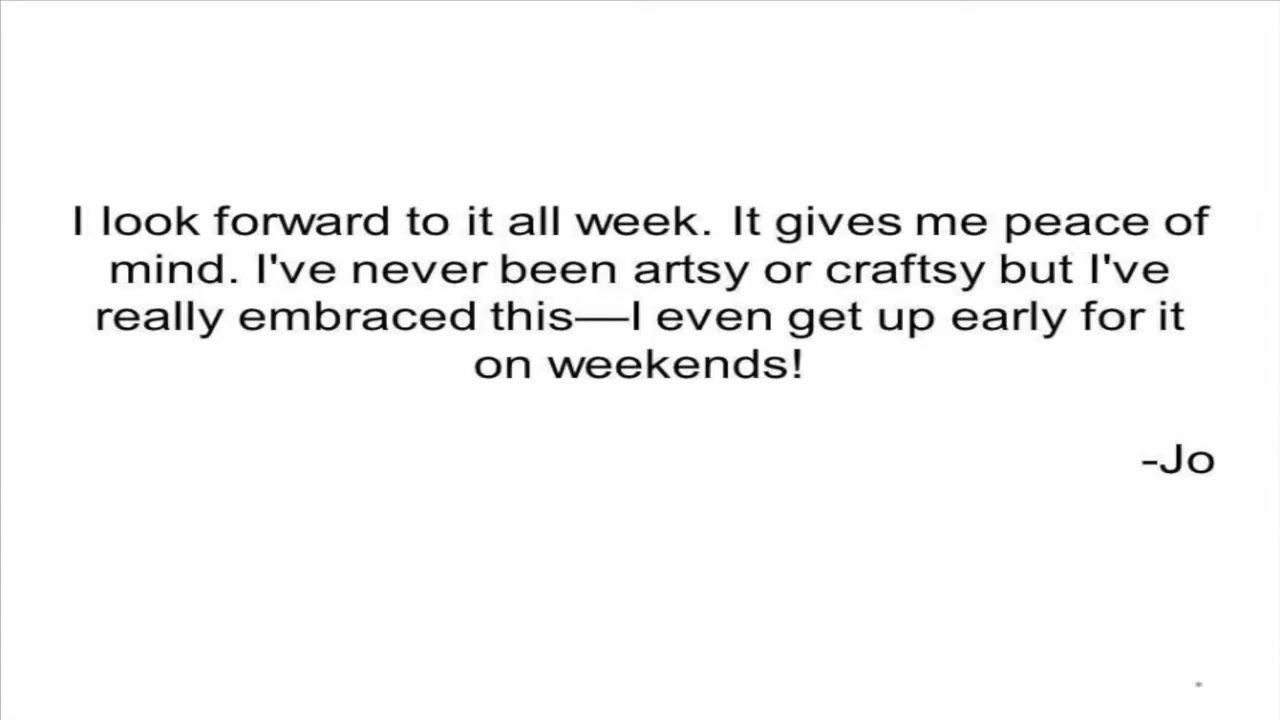 I look forward to it all week. It gives me peace of
mind. I've never been artsy or craftsy but I've
really embraced this—I even get up early for it
on weekends!
-Jo
*